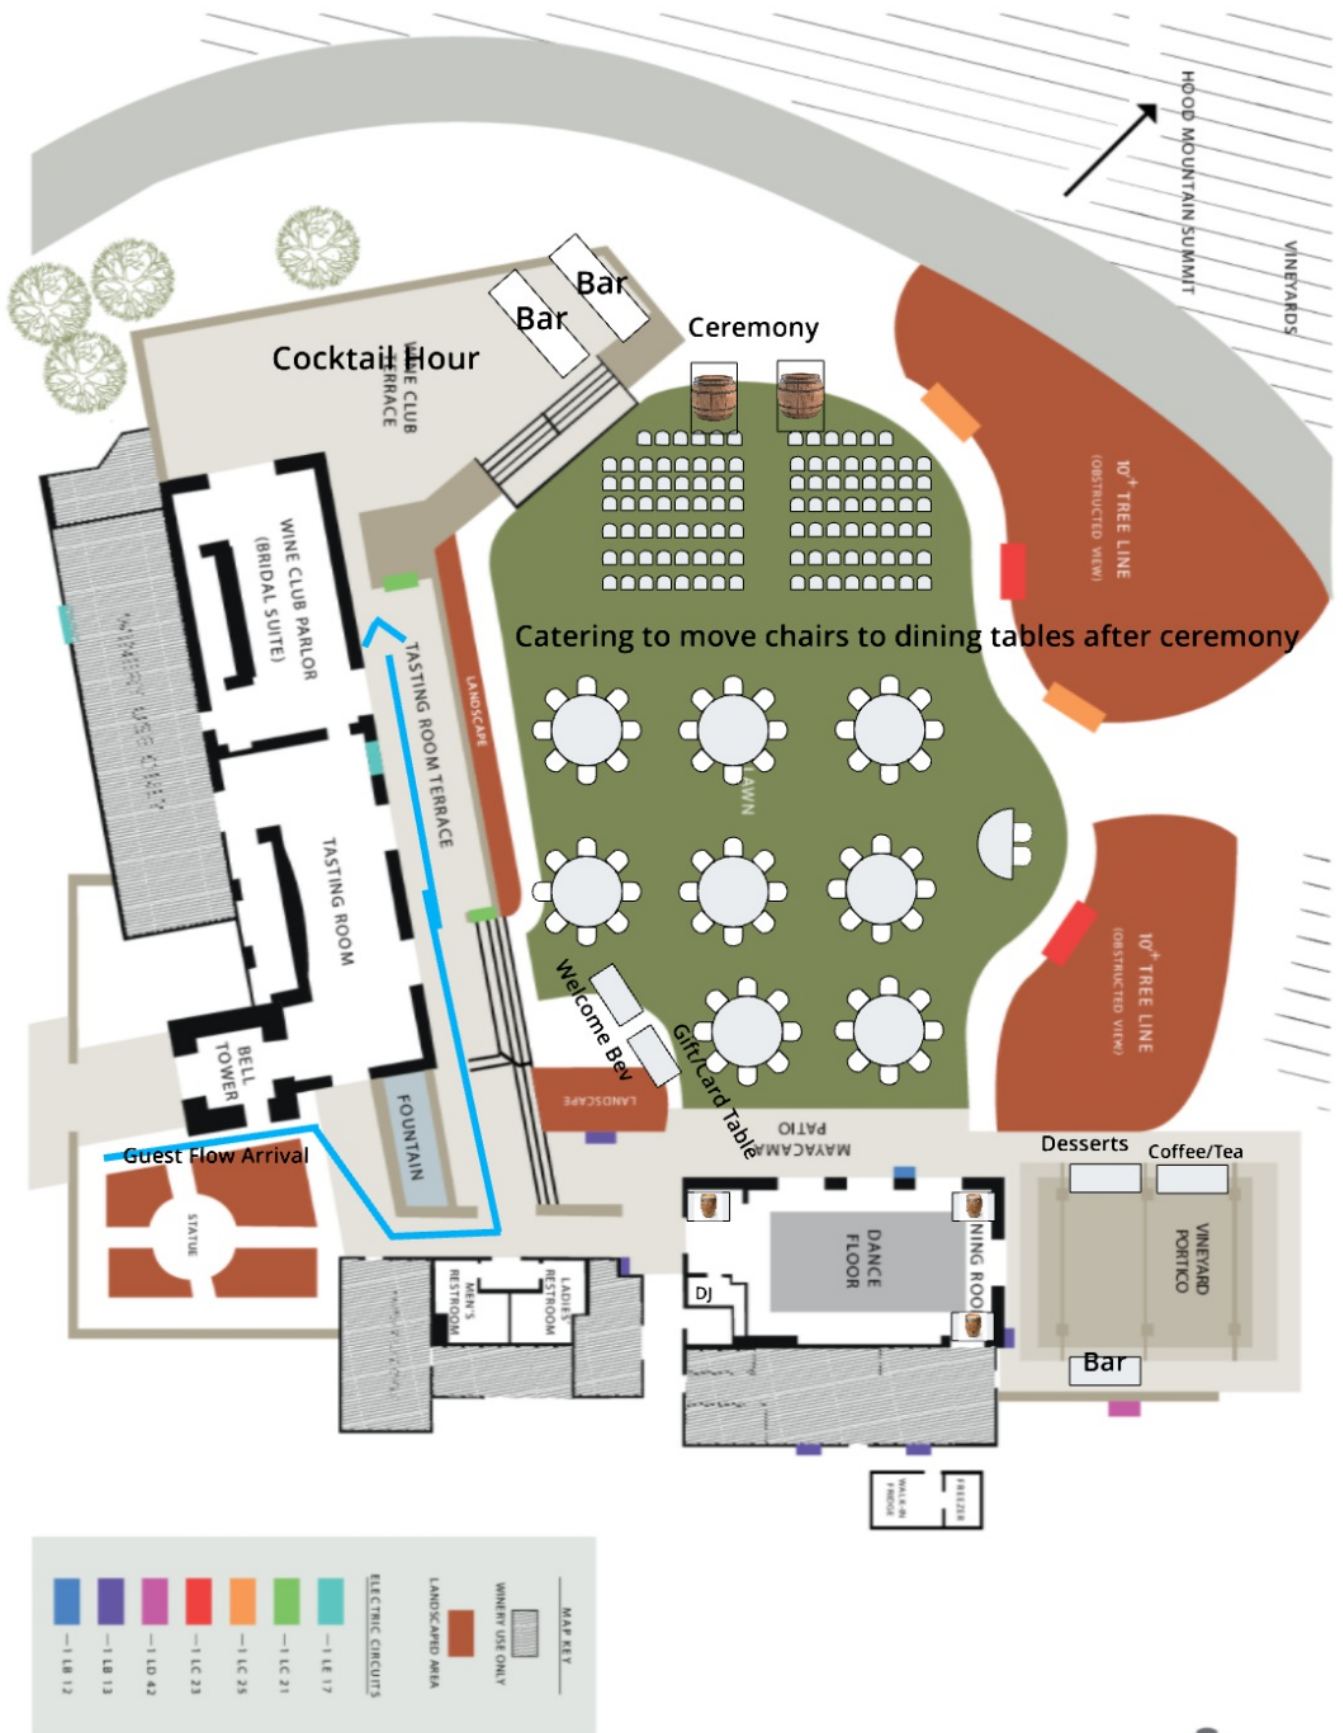 HOOD MOUNTAIN SUMMIT
VINEYARDS
Bar
Bar
Ceremony
Cocktail Hour
WINE CLUB
TERRACE
10'+ TREE LINE
(OBSTRUCTED VIEW)
WINE CLUB PARLOR
(BRIDAL SUITE)
WINERY USE ONLY
Catering to move chairs to dining tables after ceremony
TASTING ROOM TERRACE
LANDSCAPE
LAWN
TASTING ROOM
10'+ TREE LINE
(OBSTRUCTED VIEW)
Welcome Bev
Gift/Card Table
BELL
TOWER
FOUNTAIN
LANDSCAPE
MAYACAMA
PATIO
Guest Flow Arrival
STATUE
Desserts
Coffee/Tea
DANCE
FLOOR
NING ROO
VINEYARD
PORTICO
DJ
MEN'S
RESTROOM
LADIES'
RESTROOM
Bar
WALK-IN
FRIDGE
FREEZER
MAP KEY
WINERY USE ONLY
LANDSCAPED AREA
ELECTRIC CIRCUITS
—1 LE 17
—1 LC 21
—1 LC 25
—1 LC 23
—1 LD 42
—1 LB 13
—1 LB 12